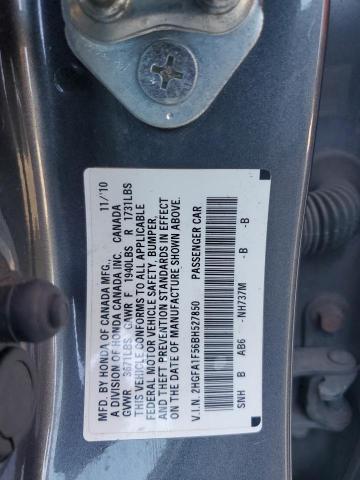 MFD. BY HONDA OF CANADA MFG., 11/10
A DIVISION OF HONDA CANADA INC. CANADA
GVWR 3671LBS GAWR F 1940LBS R 1731LBS
THIS VEHICLE CONFORMS TO ALL APPLICABLE
FEDERAL MOTOR VEHICLE SAFETY, BUMPER,
AND THEFT PREVENTION STANDARDS IN EFFECT
ON THE DATE OF MANUFACTURE SHOWN ABOVE.
V.I.N. 2HGFA1F56BH527850 PASSENGER CAR
SNH B AB6 -NH737M -B -B